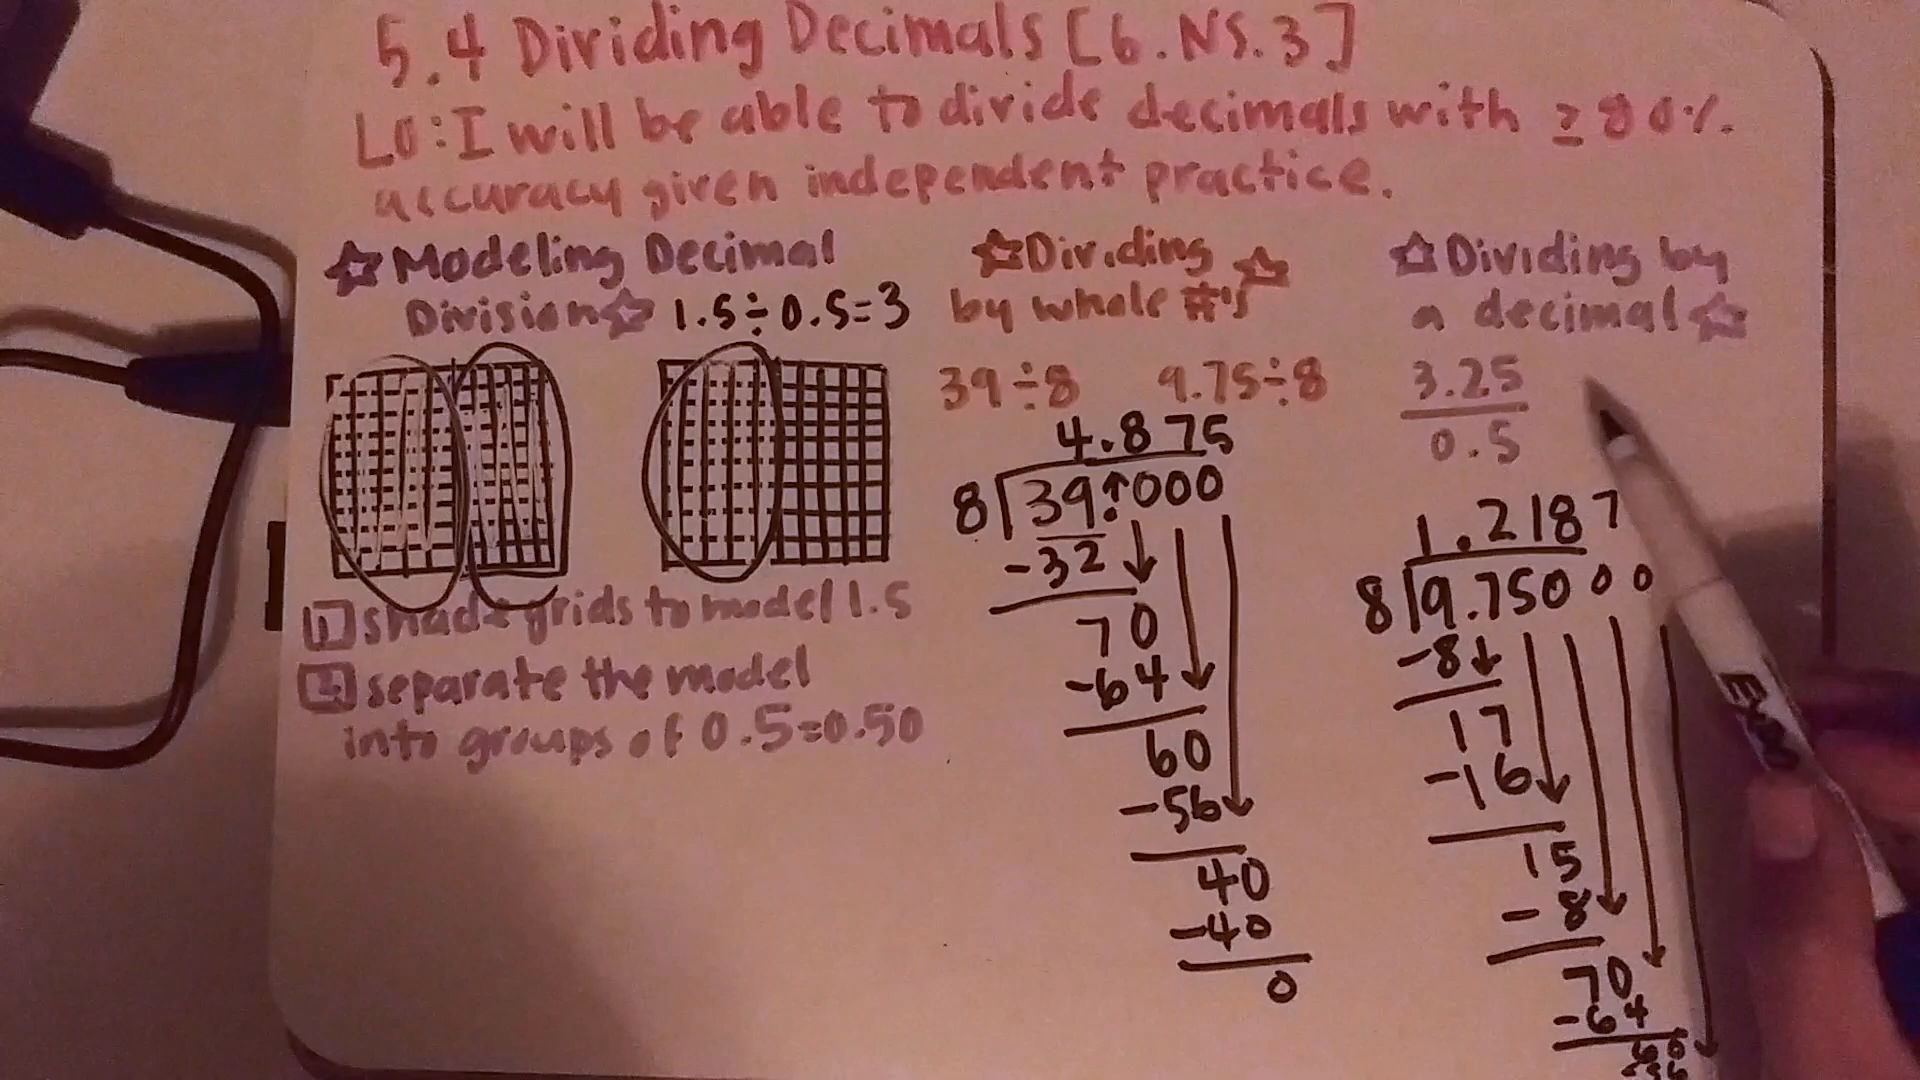 5.4 Dividing Decimals [6.NS.3]
LO: I will be able to divide decimals with ≥ 80%
accuracy given independent practice.
☆Modeling Decimal
Division☆ 1.5÷0.5=3
1 shade grids to model 1.5
2 separate the model
into groups of 0.5=0.50
☆Dividing☆
by whole #'s
39÷8 9.75÷8
4.875
8 39.000
-32
70
-64
60
-56
40
-40
0
☆Dividing by
a decimal☆
3.25
0.5
1.2187
8 9.75000
-8
17
-16
15
-8
70
-64
60
-56